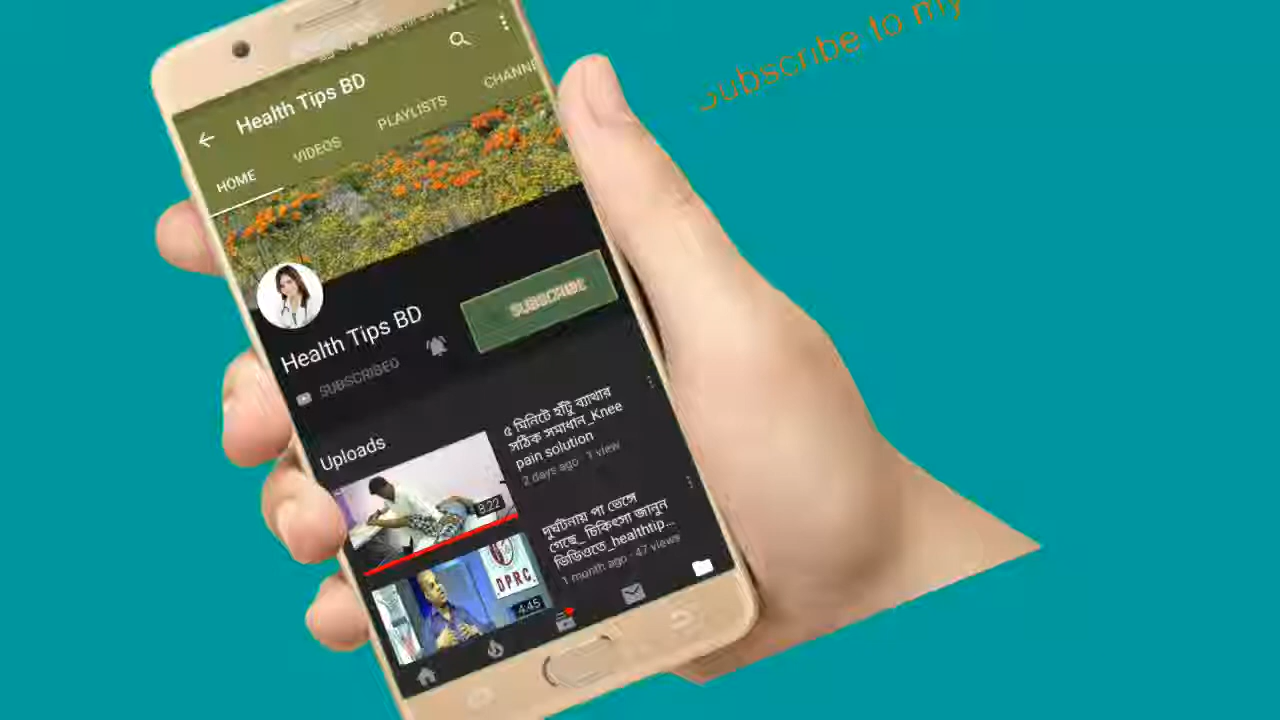 Subscribe to my
Health Tips BD
HOME
VIDEOS
PLAYLISTS
CHANNE
Health Tips BD
SUBSCRIBED
SUBSCRIBE
Uploads
8:22
৫ মিনিটে হাঁটু ব্যাথার
সঠিক সমাধান_Knee
pain solution
2 days ago · 1 view
DPRC
4:45
দুর্ঘটনায় পা ভেঙ্গে
গেছে_ চিকিৎসা জানুন
ভিডিওতে_healthtip...
1 month ago · 47 views